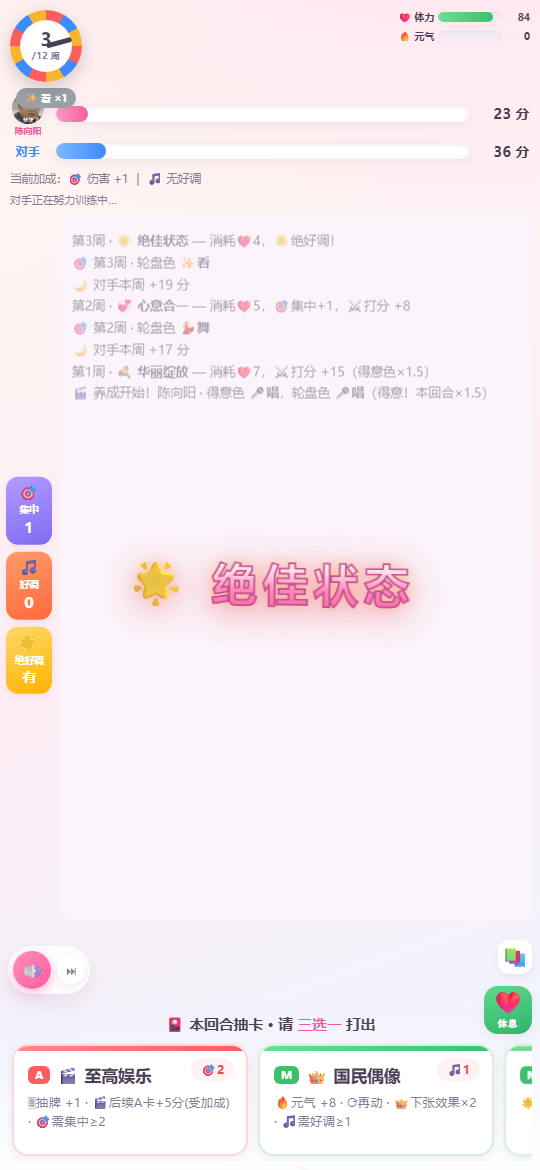 3
/12 周
体力 84
元气 0
看 ×1
陈向阳 23 分
对手 36 分
当前加成: 伤害 +1 | 无好调
对手正在努力训练中...
第3周 · 绝佳状态 — 消耗 4, 绝好调!
第3周 · 轮盘色 看
对手本周 +19 分
第2周 · 心意合一 — 消耗 5, 集中+1, 打分 +8
第2周 · 轮盘色 舞
对手本周 +17 分
第1周 · 华丽绽放 — 消耗 7, 打分 +15(得意色×1.5)
养成开始! 陈向阳 · 得意色 唱, 轮盘色 唱(得意! 本回合×1.5)
集中
1
好调
0
绝好调
有
绝佳状态
休息
本回合抽卡 • 请 三选一 打出
A 至高娱乐 2
抽牌 +1 · 后续A卡+5分(受加成)
· 需集中≥2
M 国民偶像 1
元气 +8 · 再动 · 下张效果×2
· 需好调≥1